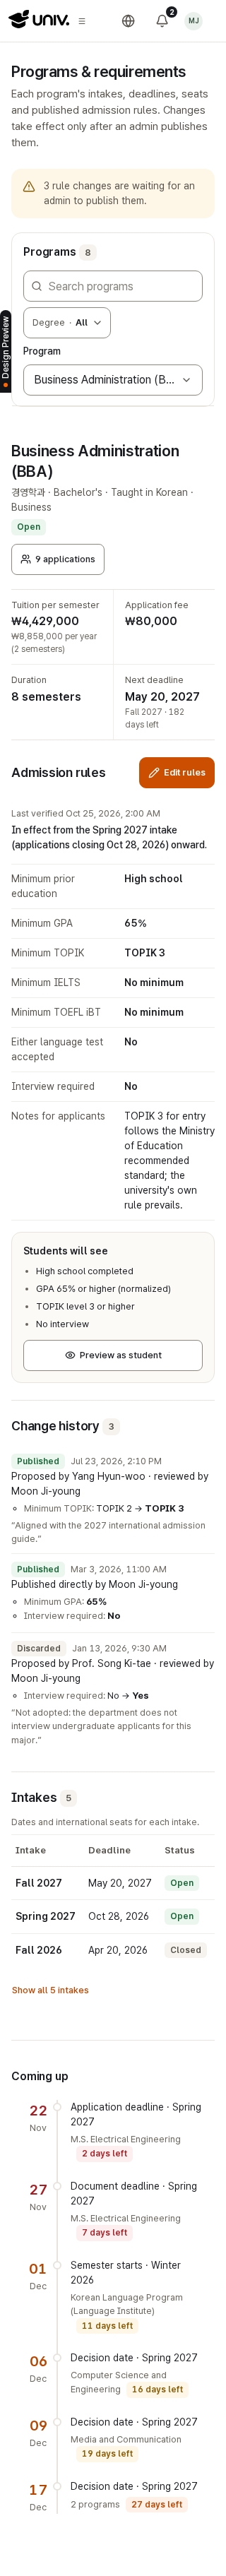 UNIV.
2
MJ
Programs & requirements
Each program's intakes, deadlines, seats
and published admission rules. Changes
take effect only after an admin publishes
them.
3 rule changes are waiting for an
admin to publish them.
Programs 8
Search programs
Degree · All
Design Preview
Program
Business Administration (B...
Business Administration
(BBA)
경영학과 · Bachelor's · Taught in Korean ·
Business
Open
9 applications
Tuition per semester
₩4,429,000
₩8,858,000 per year
(2 semesters)
Application fee
₩80,000
Duration
8 semesters
Next deadline
May 20, 2027
Fall 2027 · 182
days left
Admission rules
Edit rules
Last verified Oct 25, 2026, 2:00 AM
In effect from the Spring 2027 intake
(applications closing Oct 28, 2026) onward.
Minimum prior
education
High school
Minimum GPA
65%
Minimum TOPIK
TOPIK 3
Minimum IELTS
No minimum
Minimum TOEFL iBT
No minimum
Either language test
accepted
No
Interview required
No
Notes for applicants
TOPIK 3 for entry
follows the Ministry
of Education
recommended
standard; the
university's own
rule prevails.
Students will see
• High school completed
• GPA 65% or higher (normalized)
• TOPIK level 3 or higher
• No interview
Preview as student
Change history 3
Published Jul 23, 2026, 2:10 PM
Proposed by Yang Hyun-woo · reviewed by
Moon Ji-young
Minimum TOPIK: TOPIK 2 → TOPIK 3
"Aligned with the 2027 international admission
guide."
Published Mar 3, 2026, 11:00 AM
Published directly by Moon Ji-young
Minimum GPA: 65%
Interview required: No
Discarded Jan 13, 2026, 9:30 AM
Proposed by Prof. Song Ki-tae · reviewed by
Moon Ji-young
Interview required: No → Yes
"Not adopted: the department does not
interview undergraduate applicants for this
major."
Intakes 5
Dates and international seats for each intake.
Intake Deadline Status
Fall 2027 May 20, 2027 Open
Spring 2027 Oct 28, 2026 Open
Fall 2026 Apr 20, 2026 Closed
Show all 5 intakes
Coming up
22
Nov
Application deadline · Spring
2027
M.S. Electrical Engineering
2 days left
27
Nov
Document deadline · Spring
2027
M.S. Electrical Engineering
7 days left
01
Dec
Semester starts · Winter
2026
Korean Language Program
(Language Institute)
11 days left
06
Dec
Decision date · Spring 2027
Computer Science and
Engineering 16 days left
09
Dec
Decision date · Spring 2027
Media and Communication
19 days left
17
Dec
Decision date · Spring 2027
2 programs 27 days left